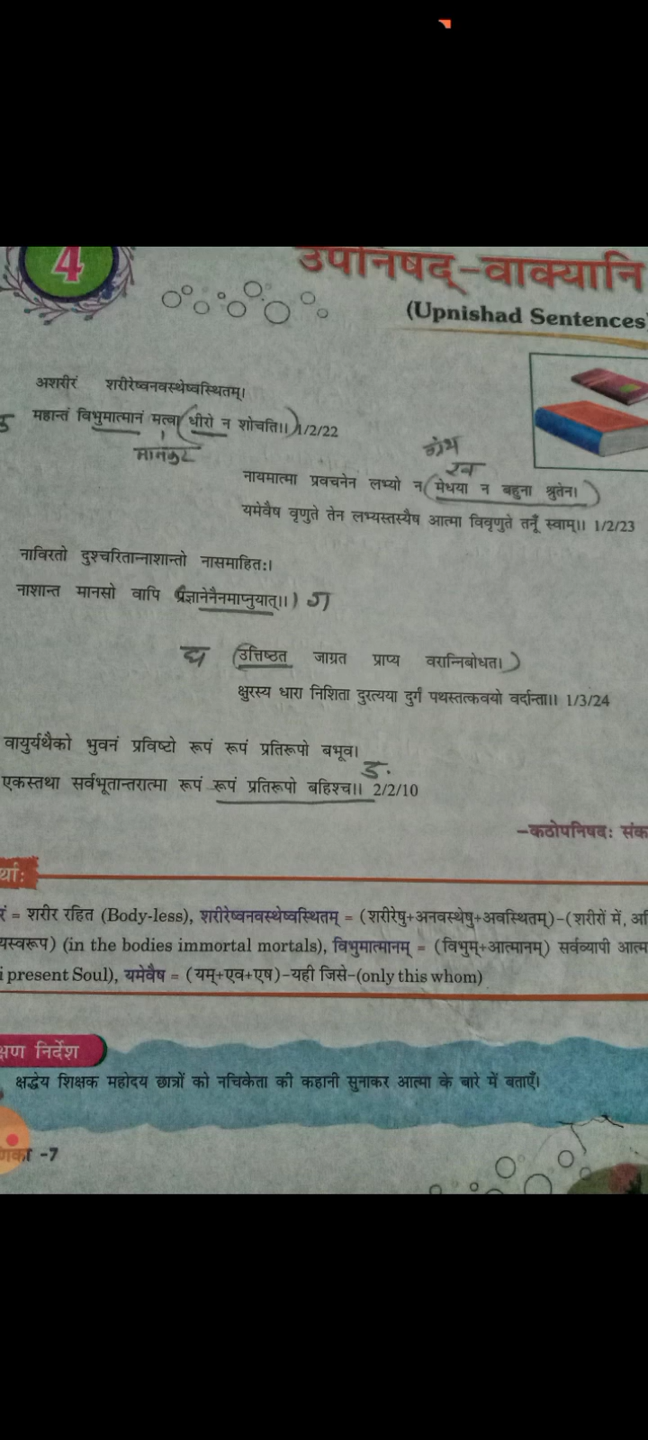 4
उपनिषद्-वाक्यानि
(Upnishad Sentences
अशरीरं शरीरेष्वनवस्थेष्वस्थितम्।
महान्तं विभुमात्मानं मत्वा (धीरो न शोचति।।) 1/2/22
मानकर
ग्रंथ
नायमात्मा प्रवचनेन लभ्यो न (मेधया न बहुना श्रुतेन।)
यमेवैष वृणुते तेन लभ्यस्तस्यैष आत्मा विवृणुते तनूँ स्वाम्।। 1/2/23
नाविरतो दुश्चरितान्नाशान्तो नासमाहितः।
नाशान्त मानसो वापि (प्रज्ञानेनैनमाप्नुयात्।।) ग
घ (उत्तिष्ठत जाग्रत प्राप्य वरान्निबोधत।)
क्षुरस्य धारा निशिता दुरत्यया दुर्गं पथस्तत्कवयो वर्दान्ता।। 1/3/24
वायुर्यथैको भुवनं प्रविष्टो रूपं रूपं प्रतिरूपो बभूव।
ङ.
एकस्तथा सर्वभूतान्तरात्मा रूपं रूपं प्रतिरूपो बहिश्च।। 2/2/10
–कठोपनिषदः संक
र्थाः
रं = शरीर रहित (Body-less), शरीरेष्वनवस्थेष्वस्थितम् = (शरीरेषु+अनवस्थेषु+अवस्थितम्)–(शरीरों में, अ
यस्वरूप) (in the bodies immortal mortals), विभुमात्मानम् = (विभुम्+आत्मानम्) सर्वव्यापी आत्म
i present Soul), यमेवैष = (यम्+एव+एष)–यही जिसे–(only this whom)
क्षण निर्देश
क्षद्धेय शिक्षक महोदय छात्रों को नचिकेता की कहानी सुनाकर आत्मा के बारे में बताएँ।
णिका -7